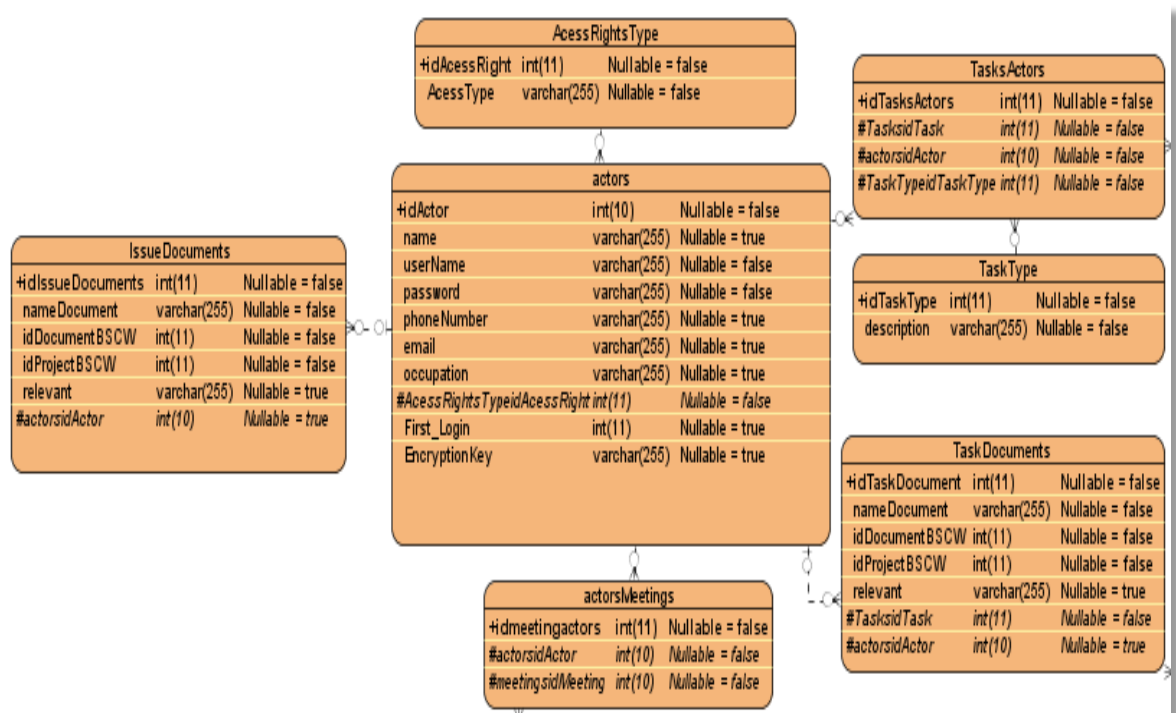 AcessRightsType
+idAcessRight int(11) Nullable = false
AcessType varchar(255) Nullable = false
TasksActors
+idTasksActors int(11) Nullable = false
#TasksidTask int(11) Nullable = false
#actorsidActor int(10) Nullable = false
#TaskTypeidTaskType int(11) Nullable = false
actors
+idActor int(10) Nullable = false
name varchar(255) Nullable = true
userName varchar(255) Nullable = false
password varchar(255) Nullable = false
phoneNumber varchar(255) Nullable = true
email varchar(255) Nullable = true
occupation varchar(255) Nullable = true
#AcessRightsTypeidAcessRight int(11) Nullable = false
First_Login int(11) Nullable = true
EncryptionKey varchar(255) Nullable = true
IssueDocuments
+idIssueDocuments int(11) Nullable = false
nameDocument varchar(255) Nullable = false
idDocumentBSCW int(11) Nullable = false
idProjectBSCW int(11) Nullable = false
relevant varchar(255) Nullable = true
#actorsidActor int(10) Nullable = true
TaskType
+idTaskType int(11) Nullable = false
description varchar(255) Nullable = false
TaskDocuments
+idTaskDocument int(11) Nullable = false
nameDocument varchar(255) Nullable = false
idDocumentBSCW int(11) Nullable = false
idProjectBSCW int(11) Nullable = false
relevant varchar(255) Nullable = true
#TasksidTask int(11) Nullable = false
#actorsidActor int(10) Nullable = true
actorsMeetings
+idmeetingactors int(11) Nullable = false
#actorsidActor int(10) Nullable = false
#meetingsidMeeting int(10) Nullable = false